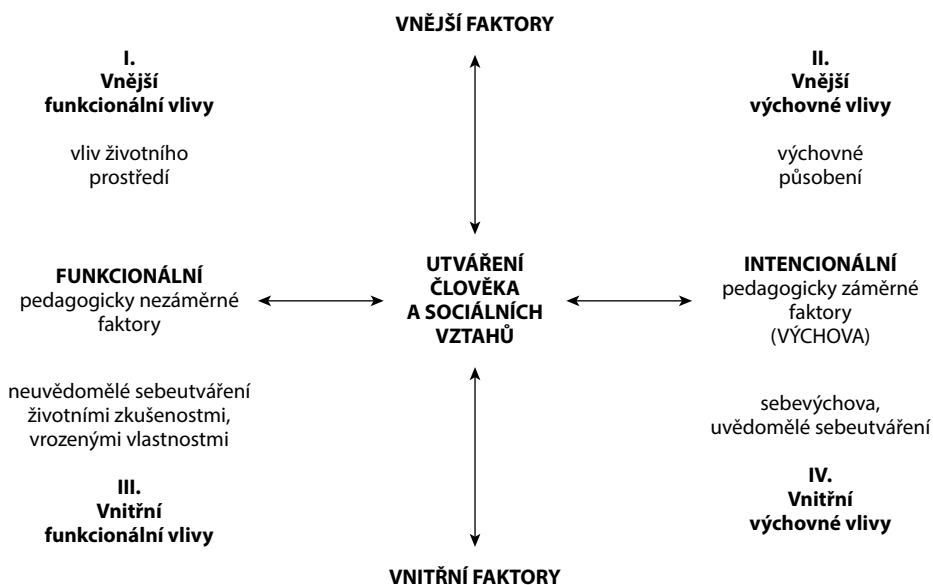 VNĚJŠÍ FAKTORY
I.
Vnější
funkcionální vlivy
vliv životního
prostředí
II.
Vnější
výchovné vlivy
výchovné
působení
FUNKCIONÁLNÍ
pedagogicky nezáměrné
faktory
UTVÁŘENÍ
ČLOVĚKA
A SOCIÁLNÍCH
VZTAHŮ
INTENCIONÁLNÍ
pedagogicky záměrné
faktory
(VÝCHOVA)
neuvědomělé sebeutváření
životními zkušenostmi,
vrozenými vlastnostmi
III.
Vnitřní
funkcionální vlivy
sebevýchova,
uvědomělé sebeutváření
IV.
Vnitřní
výchovné vlivy
VNITŘNÍ FAKTORY